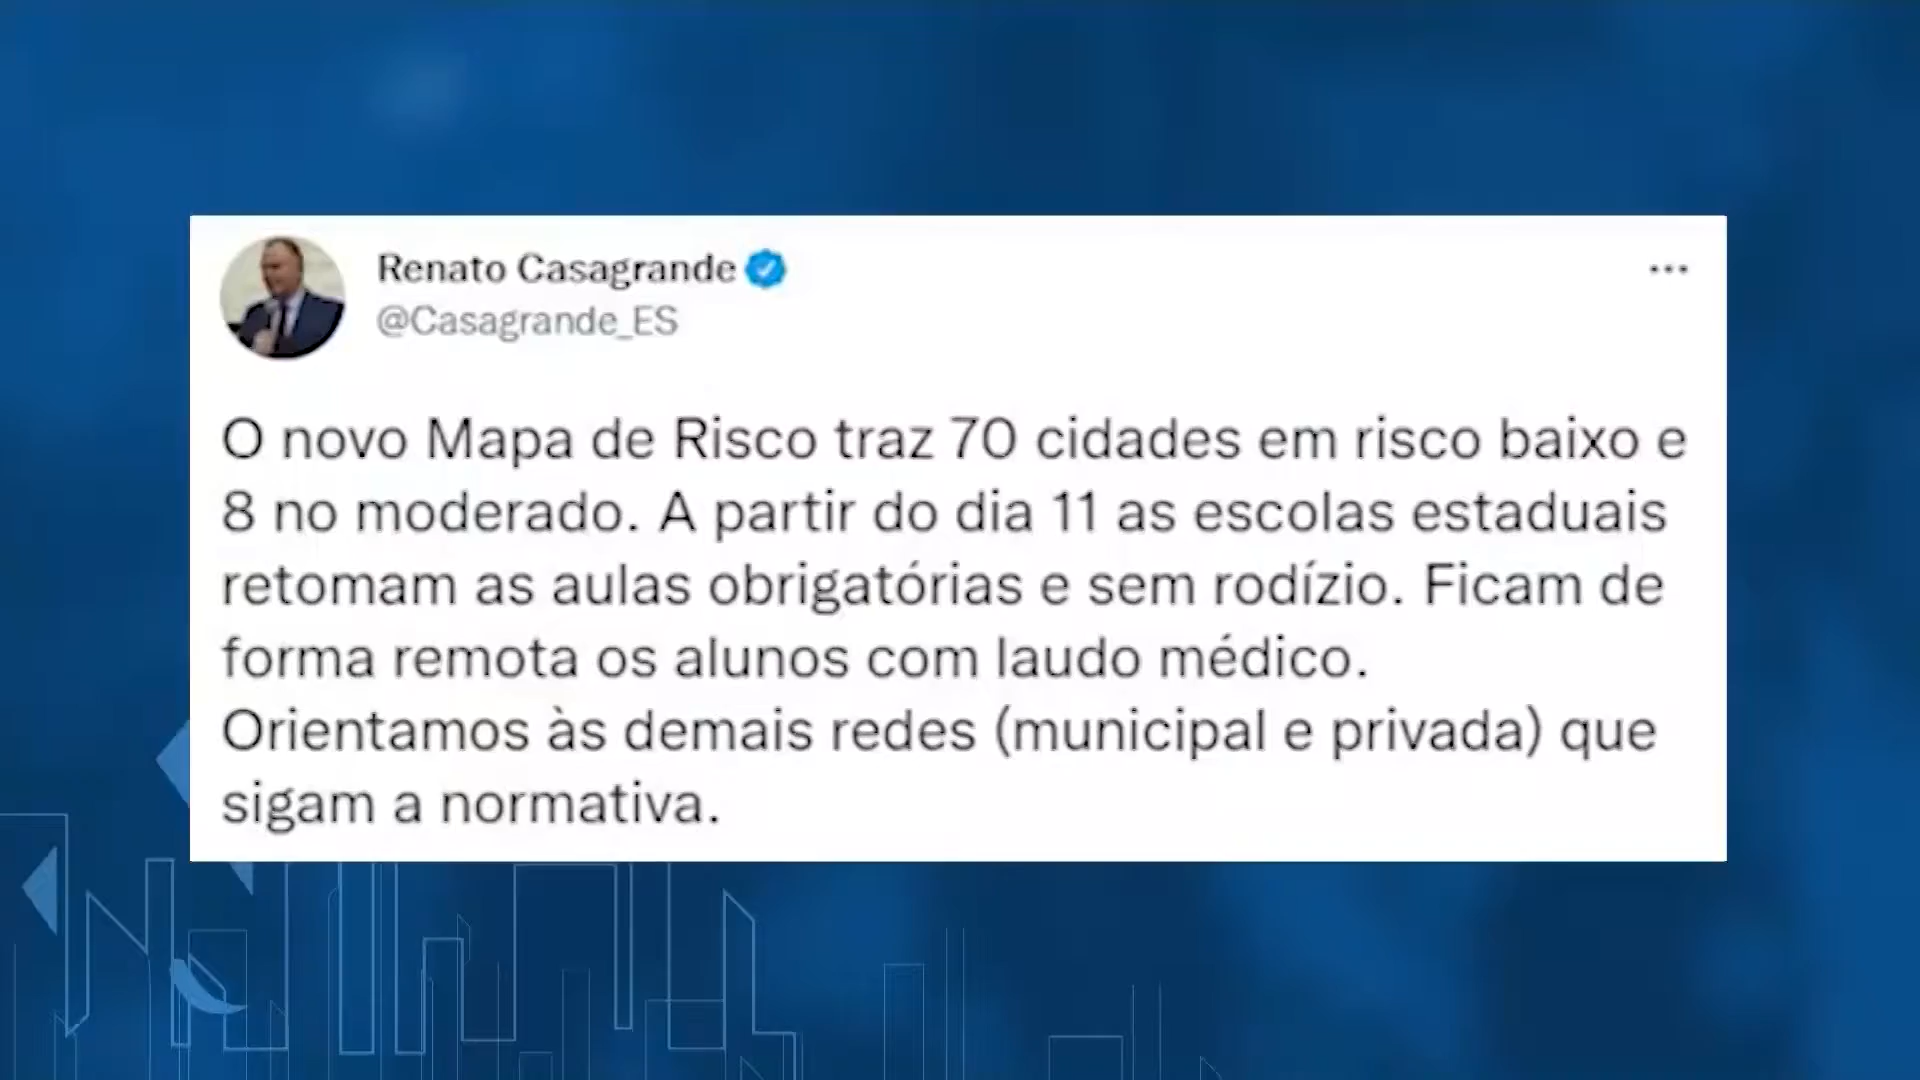 Renato Casagrande
@Casagrande_ES
O novo Mapa de Risco traz 70 cidades em risco baixo e
8 no moderado. A partir do dia 11 as escolas estaduais
retomam as aulas obrigatórias e sem rodízio. Ficam de
forma remota os alunos com laudo médico.
Orientamos às demais redes (municipal e privada) que
sigam a normativa.